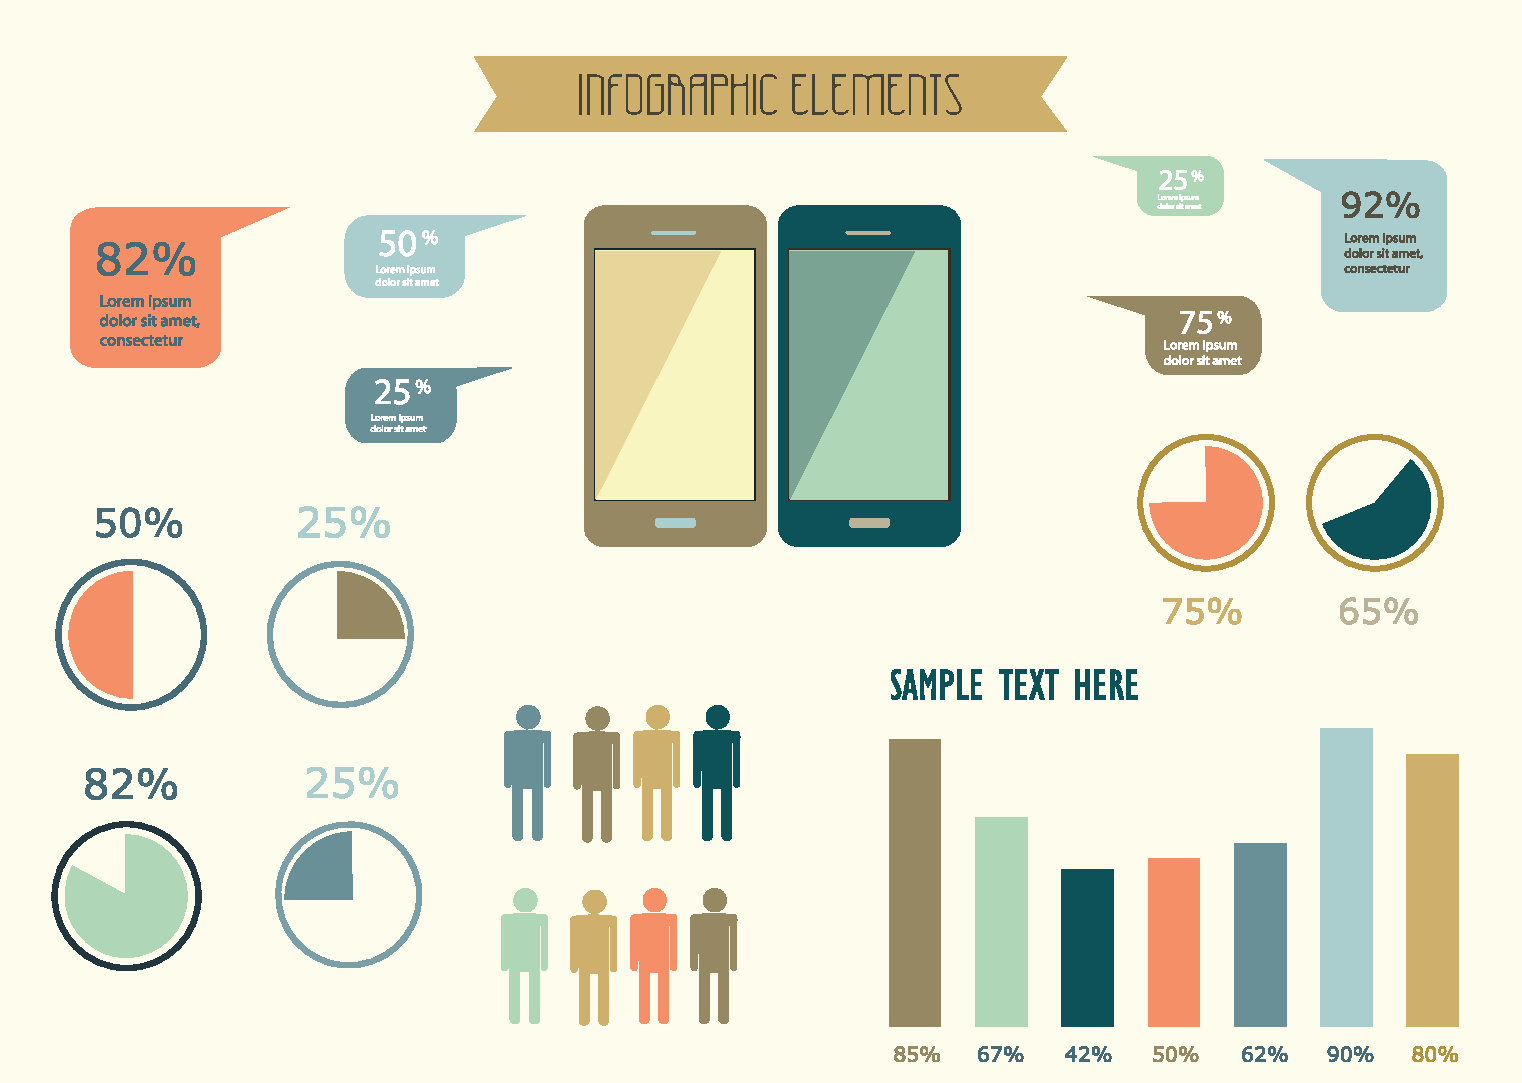 INFOGRAPHIC ELEMENTS
82%
Lorem Ipsum
dolor sit amet,
consectetur
50%
Lorem Ipsum
dolor sit amet
25%
Lorem Ipsum
dolor sit amet
25%
Lorem Ipsum
dolor sit amet
92%
Lorem Ipsum
dolor sit amet,
consectetur
75%
Lorem Ipsum
dolor sit amet
50%
25%
82%
25%
75%
65%
SAMPLE TEXT HERE
85% 67% 42% 50% 62% 90% 80%